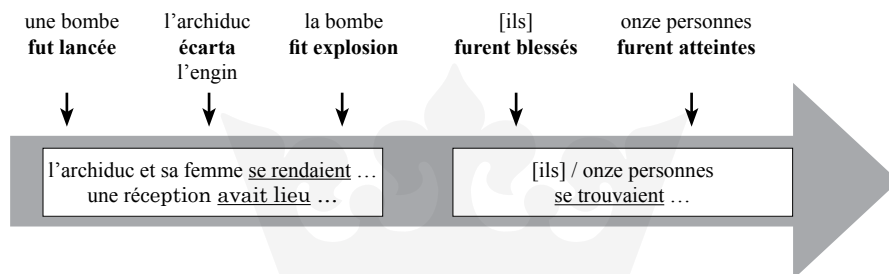 une bombe
fut lancée
l’archiduc
écarta
l’engin
la bombe
fit explosion
[ils]
furent blessés
onze personnes
furent atteintes
l’archiduc et sa femme se rendaient …
une réception avait lieu …
[ils] / onze personnes
se trouvaient …